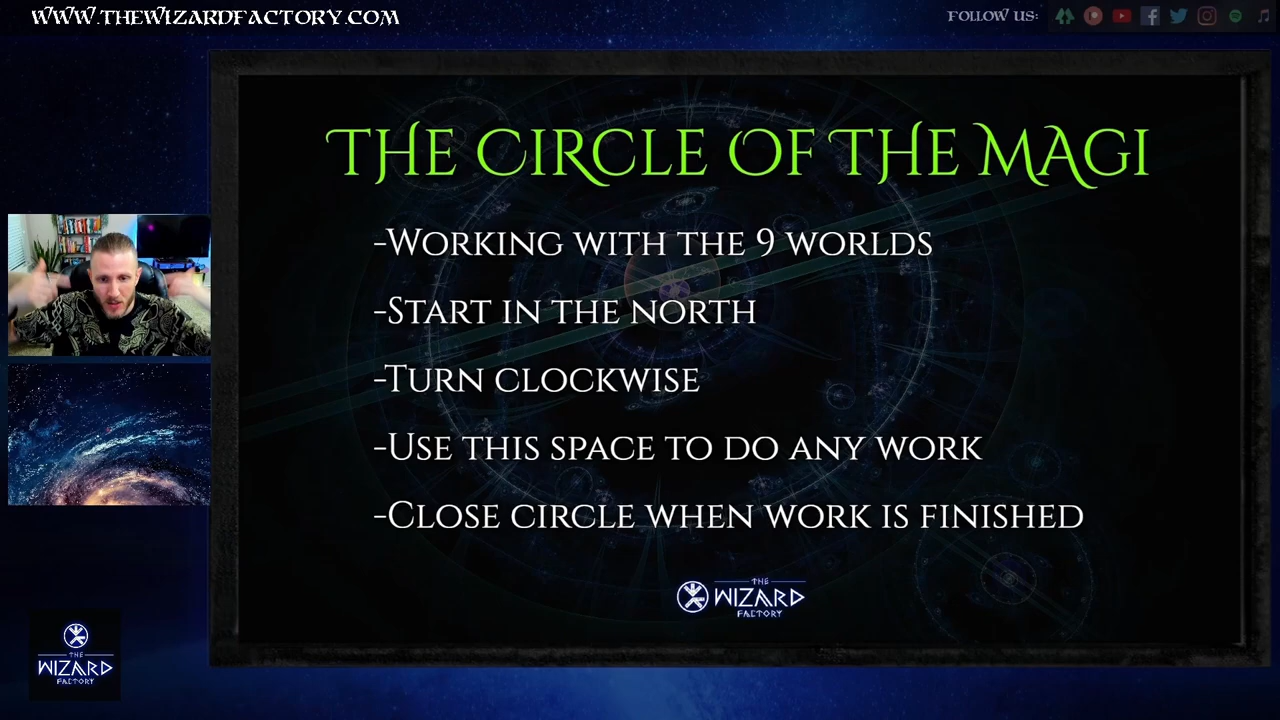 WWW.THEWIZARDFACTORY.COM
FOLLOW US:
THE CIRCLE OF THE MAGI
-WORKING WITH THE 9 WORLDS
-START IN THE NORTH
-TURN CLOCKWISE
-USE THIS SPACE TO DO ANY WORK
-CLOSE CIRCLE WHEN WORK IS FINISHED
THE
WIZARD
FACTORY
THE
WIZARD
FACTORY